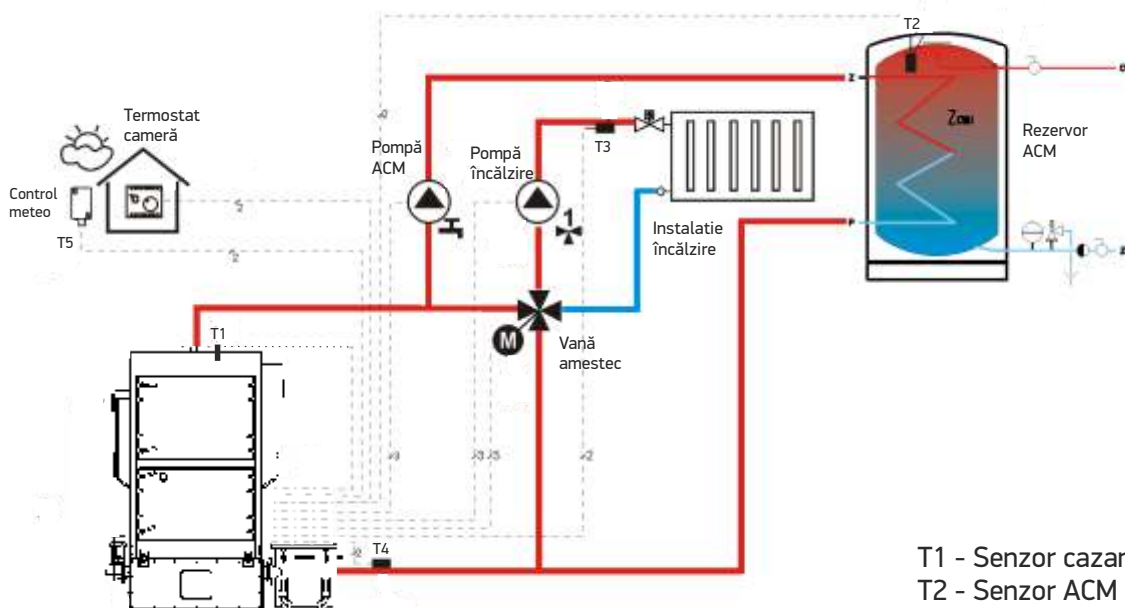 T2
Termostat
cameră
Control
meteo
T5
Pompă
ACM
Pompă
încălzire
1
T3
Instalatie
încălzire
Rezervor
ACM
T1
M
Vană
amestec
T4
T1 - Senzor cazan
T2 - Senzor ACM